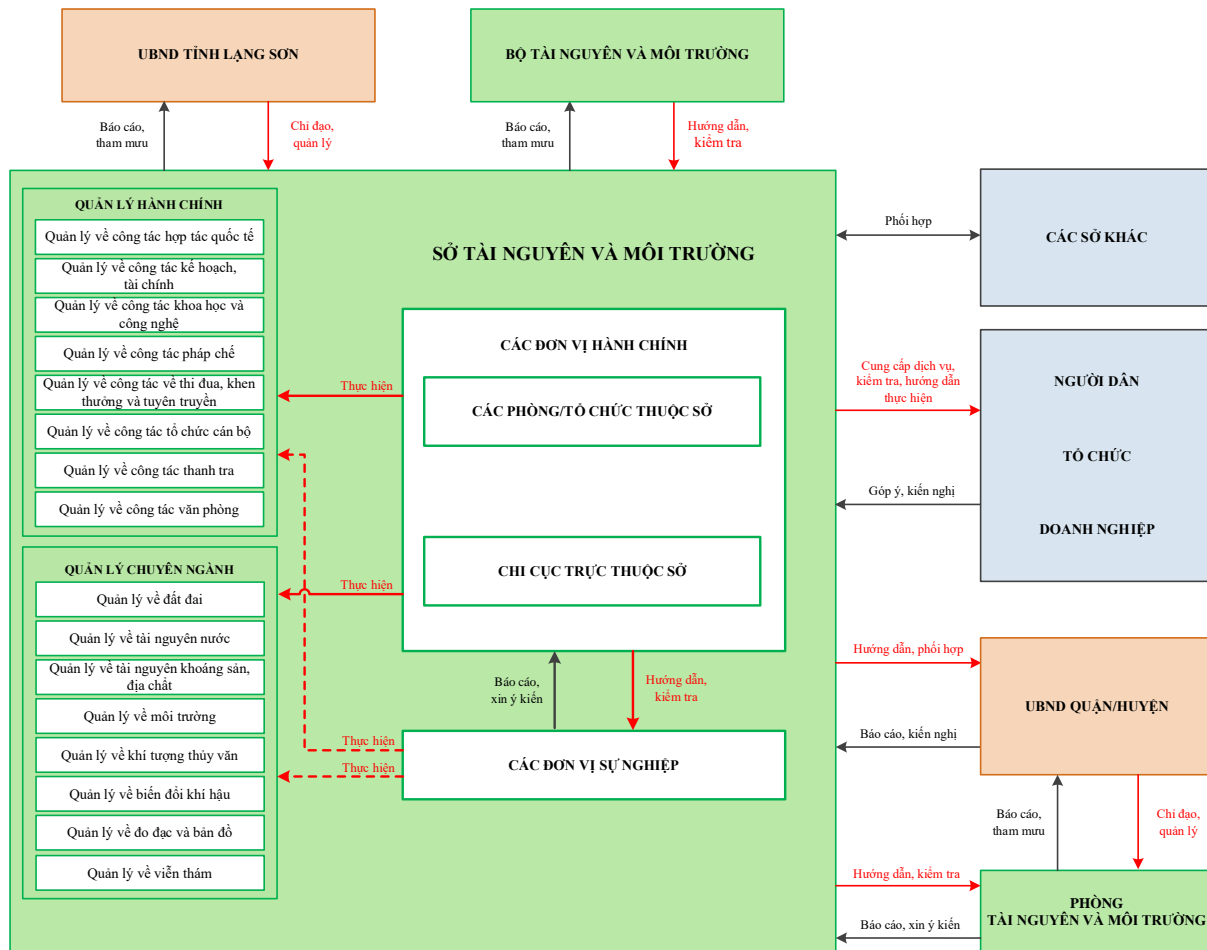 UBND TỈNH LẠNG SƠN
BỘ TÀI NGUYÊN VÀ MÔI TRƯỜNG
Báo cáo,
tham mưu
Chỉ đạo,
quản lý
Báo cáo,
tham mưu
Hướng dẫn,
kiểm tra
QUẢN LÝ HÀNH CHÍNH
Quản lý về công tác hợp tác quốc tế
Quản lý về công tác kế hoạch,
tài chính
Quản lý về công tác khoa học và
công nghệ
Quản lý về công tác pháp chế
Quản lý về công tác về thi đua, khen
thưởng và tuyên truyền
Quản lý về công tác tổ chức cán bộ
Quản lý về công tác thanh tra
Quản lý về công tác văn phòng
QUẢN LÝ CHUYÊN NGÀNH
Quản lý về đất đai
Quản lý về tài nguyên nước
Quản lý về tài nguyên khoáng sản,
địa chất
Quản lý về môi trường
Quản lý về khí tượng thủy văn
Quản lý về biến đổi khí hậu
Quản lý về đo đạc và bản đồ
Quản lý về viễn thám
SỞ TÀI NGUYÊN VÀ MÔI TRƯỜNG
CÁC ĐƠN VỊ HÀNH CHÍNH
CÁC PHÒNG/TỔ CHỨC THUỘC SỞ
CHI CỤC TRỰC THUỘC SỞ
Thực hiện
Thực hiện
Báo cáo,
xin ý kiến
Hướng dẫn,
kiểm tra
Thực hiện
Thực hiện
CÁC ĐƠN VỊ SỰ NGHIỆP
Phối hợp
CÁC SỞ KHÁC
Cung cấp dịch vụ,
kiểm tra, hướng dẫn
thực hiện
Góp ý, kiến nghị
NGƯỜI DÂN
TỔ CHỨC
DOANH NGHIỆP
Hướng dẫn, phối hợp
Báo cáo, kiến nghị
UBND QUẬN/HUYỆN
Báo cáo,
tham mưu
Chỉ đạo,
quản lý
Hướng dẫn, kiểm tra
Báo cáo, xin ý kiến
PHÒNG
TÀI NGUYÊN VÀ MÔI TRƯỜNG